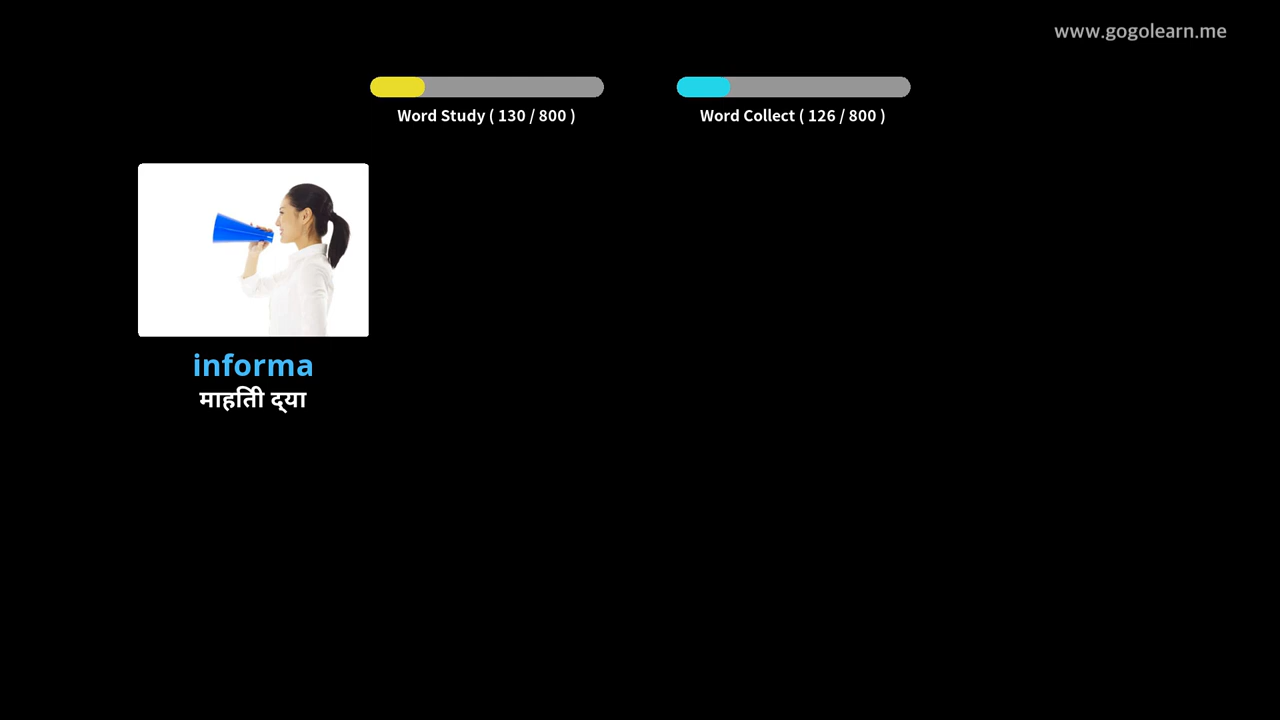 www.gogolearn.me
Word Study ( 130 / 800 )
Word Collect ( 126 / 800 )
informa
माहिती द्या